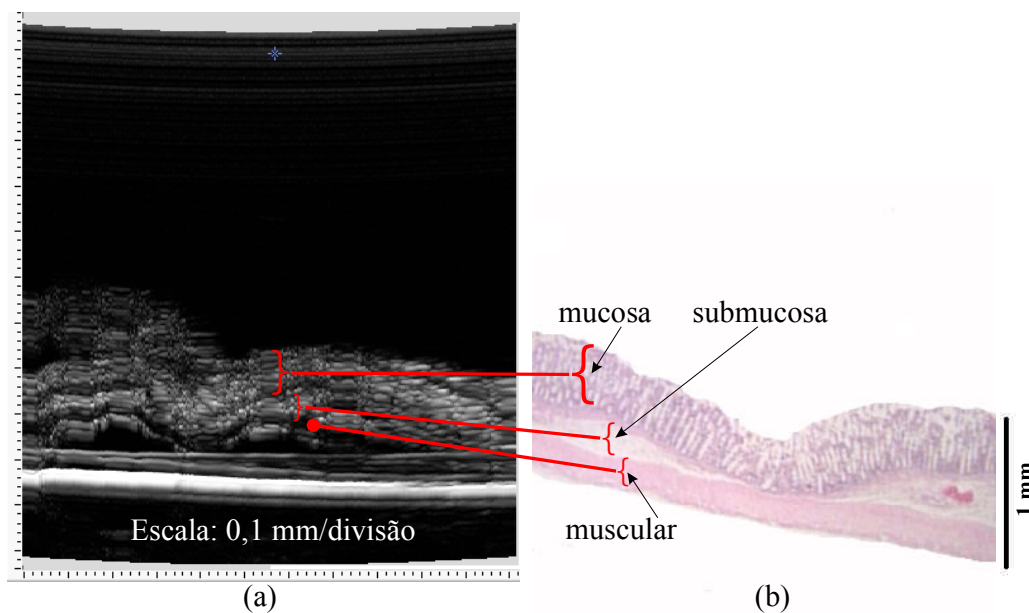 mucosa
submucosa
muscular
1 mm
Escala: 0,1 mm/divisão
(a)
(b)